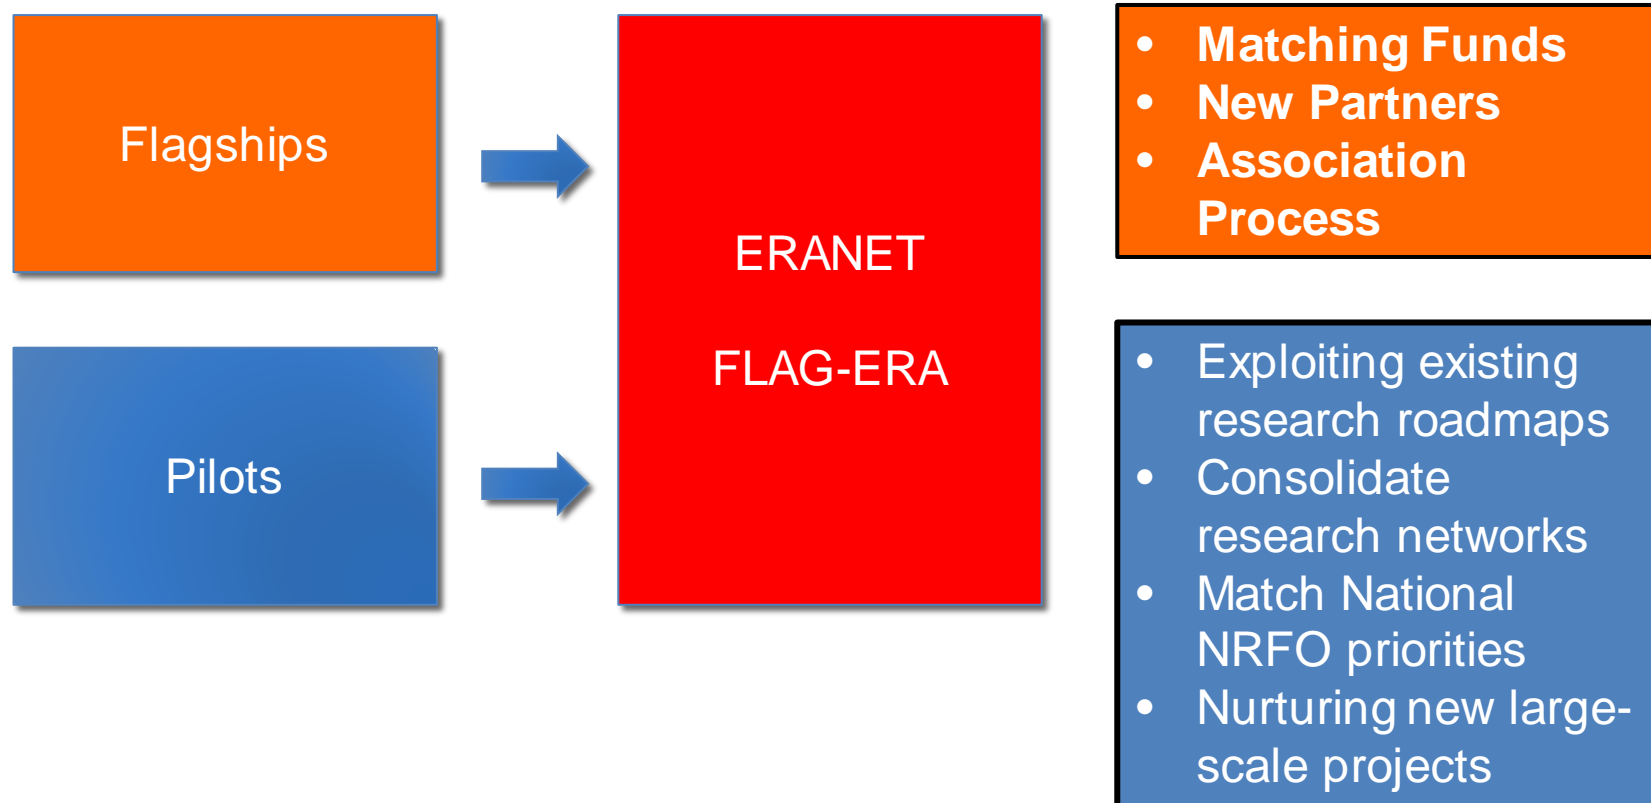 Flagships
Pilots
ERANET
FLAG-ERA
• Matching Funds
• New Partners
• Association
Process
• Exploiting existing
research roadmaps
• Consolidate
research networks
• Match National
NRFO priorities
• Nurturing new large-
scale projects